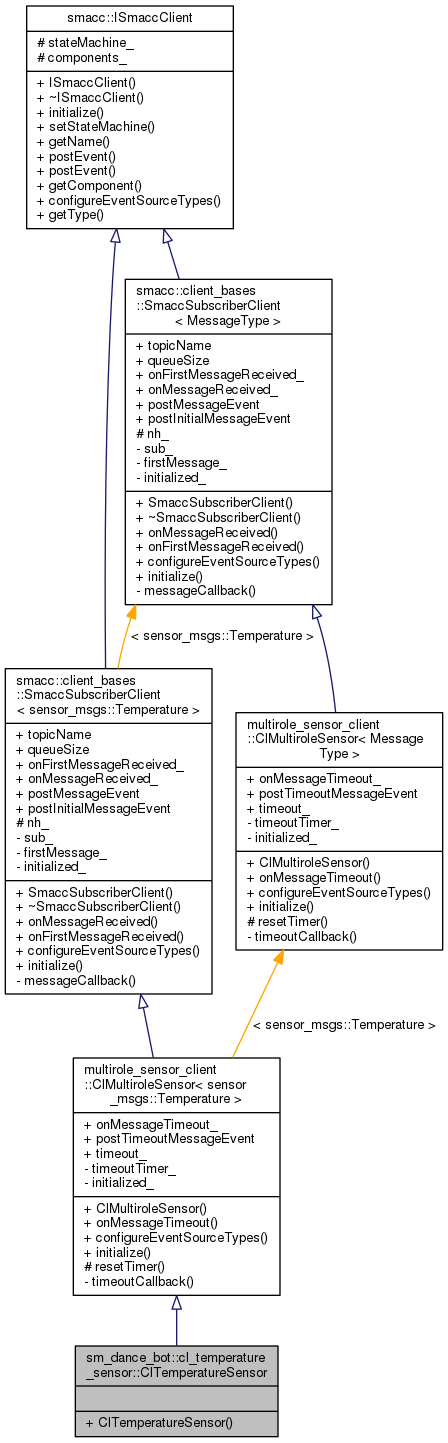 smacc::ISmaccClient
# stateMachine_
# components_
+ ISmaccClient()
+ ~ISmaccClient()
+ initialize()
+ setStateMachine()
+ getName()
+ postEvent()
+ postEvent()
+ getComponent()
+ configureEventSourceTypes()
+ getType()
smacc::client_bases
::SmaccSubscriberClient
< MessageType >
+ topicName
+ queueSize
+ onFirstMessageReceived_
+ onMessageReceived_
+ postMessageEvent
+ postInitialMessageEvent
# nh_
- sub_
- firstMessage_
- initialized_
+ SmaccSubscriberClient()
+ ~SmaccSubscriberClient()
+ onMessageReceived()
+ onFirstMessageReceived()
+ configureEventSourceTypes()
+ initialize()
- messageCallback()
< sensor_msgs::Temperature >
smacc::client_bases
::SmaccSubscriberClient
< sensor_msgs::Temperature >
+ topicName
+ queueSize
+ onFirstMessageReceived_
+ onMessageReceived_
+ postMessageEvent
+ postInitialMessageEvent
# nh_
- sub_
- firstMessage_
- initialized_
+ SmaccSubscriberClient()
+ ~SmaccSubscriberClient()
+ onMessageReceived()
+ onFirstMessageReceived()
+ configureEventSourceTypes()
+ initialize()
- messageCallback()
multirole_sensor_client
::ClMultiroleSensor< Message
Type >
+ onMessageTimeout_
+ postTimeoutMessageEvent
+ timeout_
- timeoutTimer_
- initialized_
+ ClMultiroleSensor()
+ onMessageTimeout()
+ configureEventSourceTypes()
+ initialize()
# resetTimer()
- timeoutCallback()
< sensor_msgs::Temperature >
multirole_sensor_client
::ClMultiroleSensor< sensor
_msgs::Temperature >
+ onMessageTimeout_
+ postTimeoutMessageEvent
+ timeout_
- timeoutTimer_
- initialized_
+ ClMultiroleSensor()
+ onMessageTimeout()
+ configureEventSourceTypes()
+ initialize()
# resetTimer()
- timeoutCallback()
sm_dance_bot::cl_temperature
_sensor::ClTemperatureSensor
+ ClTemperatureSensor()